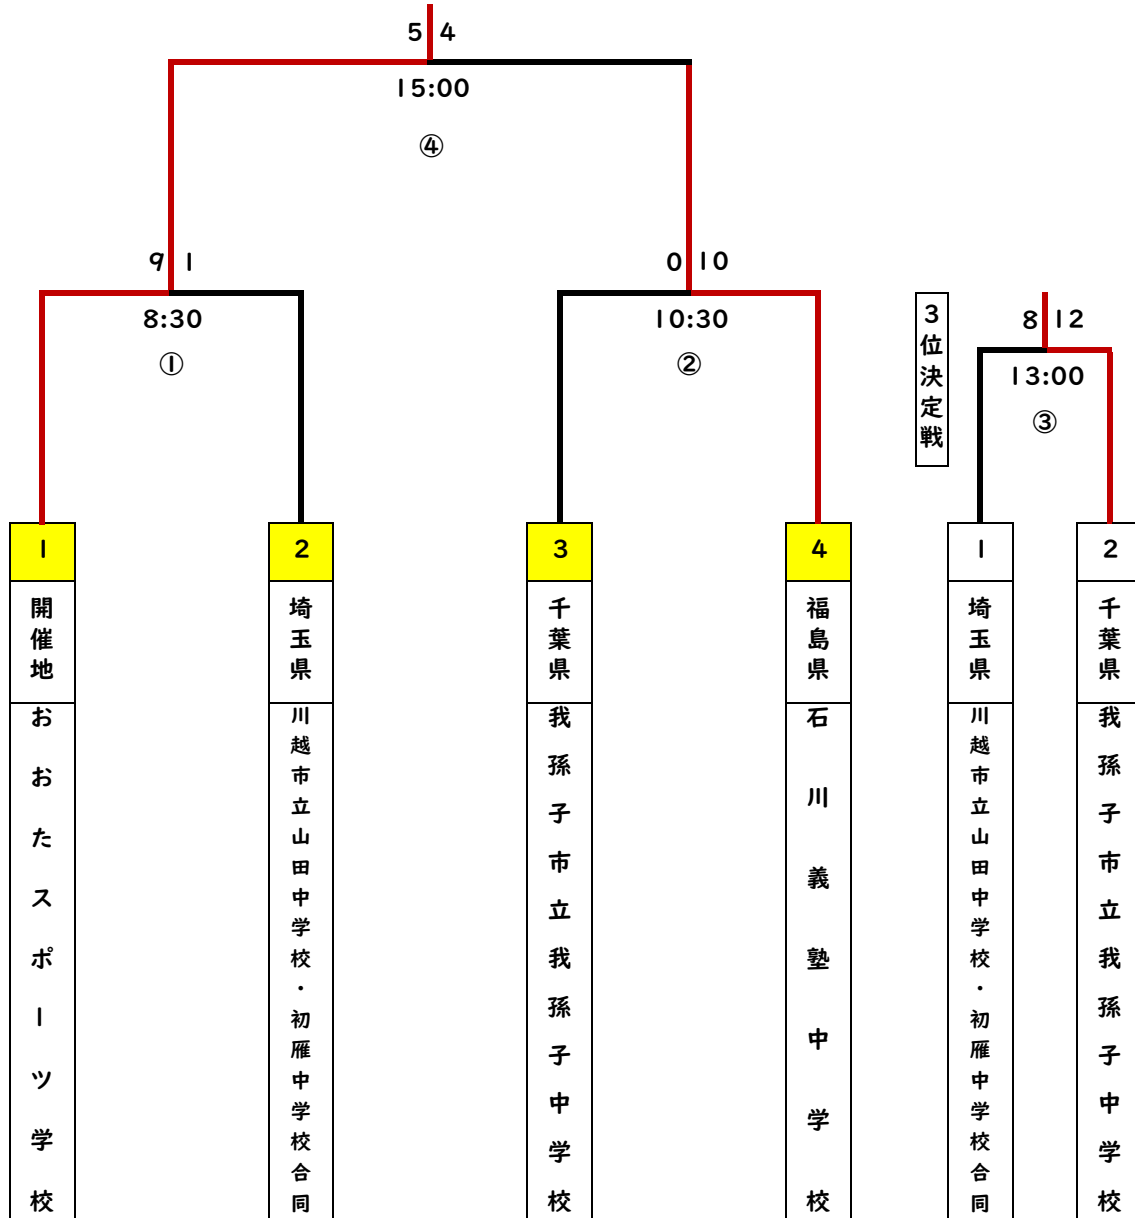 5 4
15:00
④
9 1
8:30
①
0 10
10:30
②
3位決定戦
8 12
13:00
③
1
開催地
おおたスポーツ学校
2
埼玉県
川越市立山田中学校・初雁中学校合同
3
千葉県
我孫子市立我孫子中学校
4
福島県
石川義塾中学校
1
埼玉県
川越市立山田中学校・初雁中学校合同
2
千葉県
我孫子市立我孫子中学校